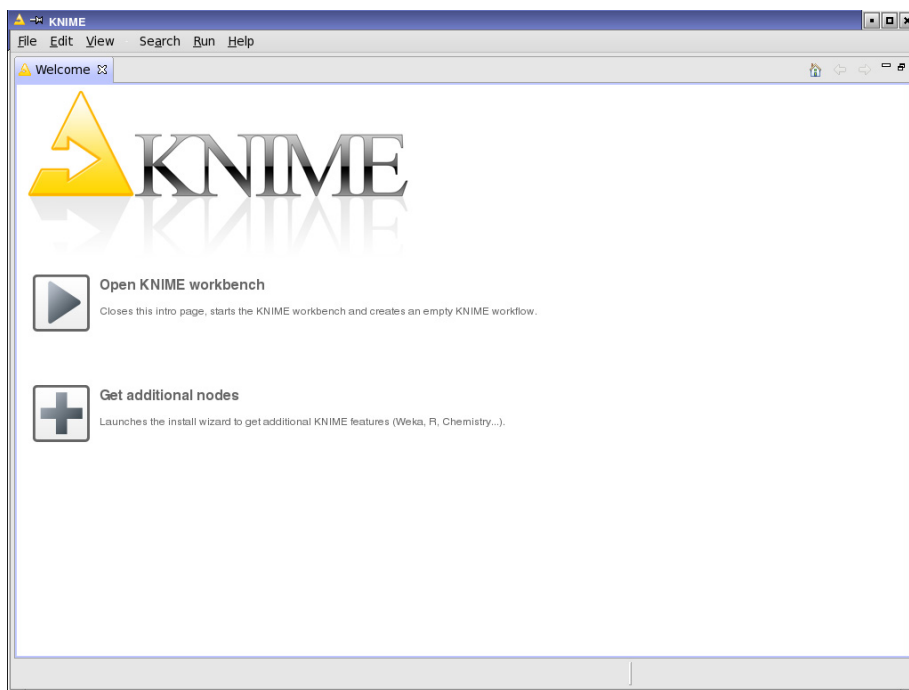 KNIME
File Edit View Search Run Help
Welcome
KNIME
Open KNIME workbench
Closes this intro page, starts the KNIME workbench and creates an empty KNIME workflow.
Get additional nodes
Launches the install wizard to get additional KNIME features (Weka, R, Chemistry...).